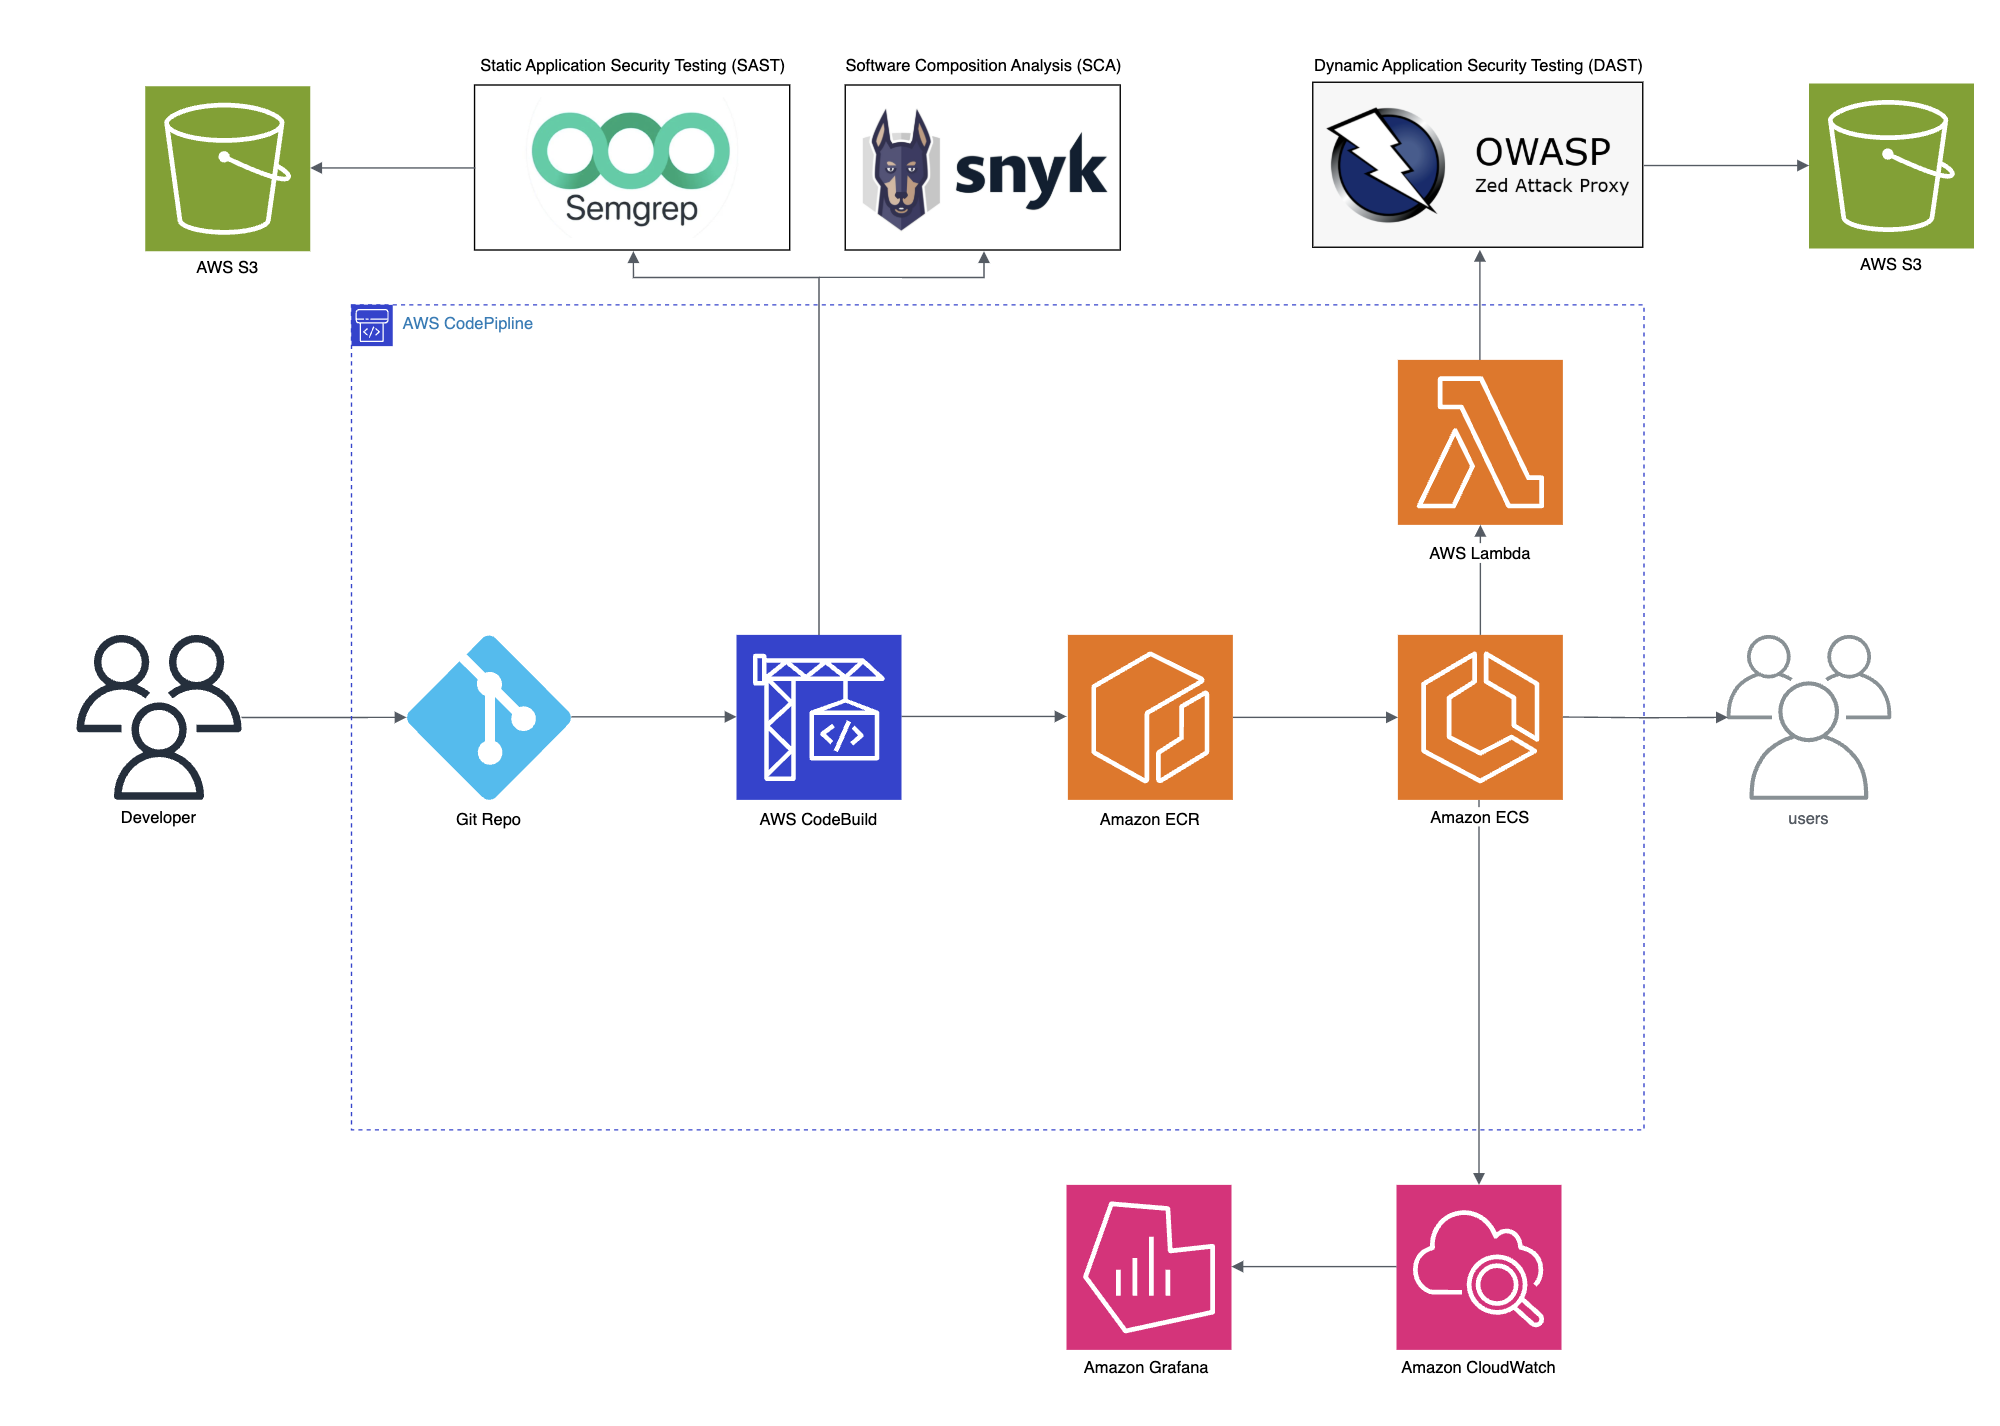 Static Application Security Testing (SAST)
Software Composition Analysis (SCA)
Dynamic Application Security Testing (DAST)
Semgrep
snyk
OWASP
Zed Attack Proxy
AWS S3
AWS S3
AWS CodePipline
</>
AWS Lambda
</>
Developer
Git Repo
AWS CodeBuild
Amazon ECR
Amazon ECS
users
Amazon Grafana
Amazon CloudWatch